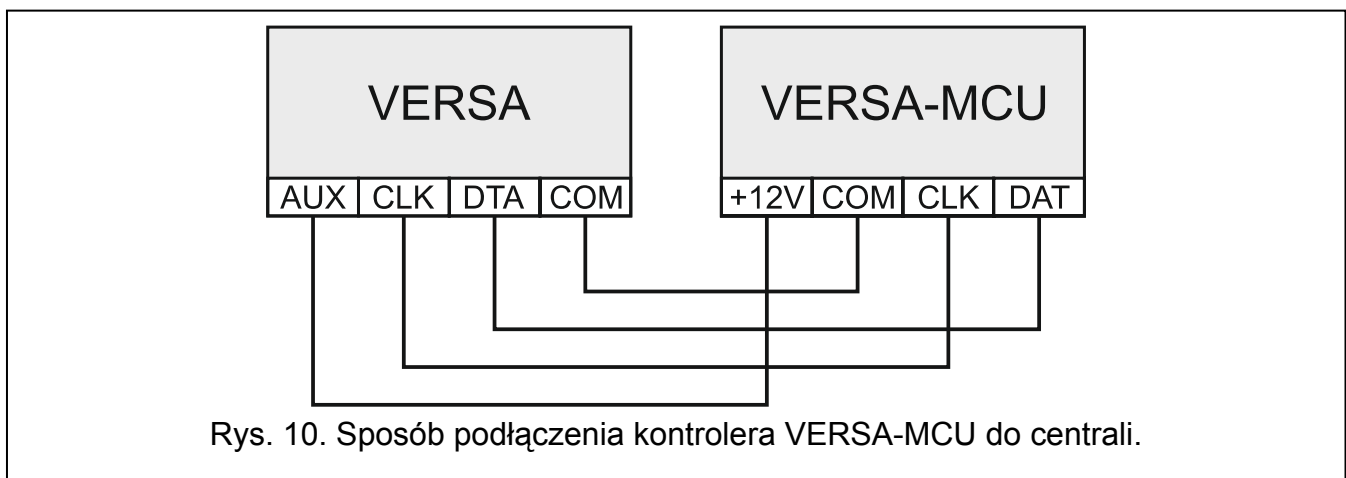 VERSA VERSA-MCU
AUX CLK DTA COM +12V COM CLK DAT
Rys. 10. Sposób podłączenia kontrolera VERSA-MCU do centrali.